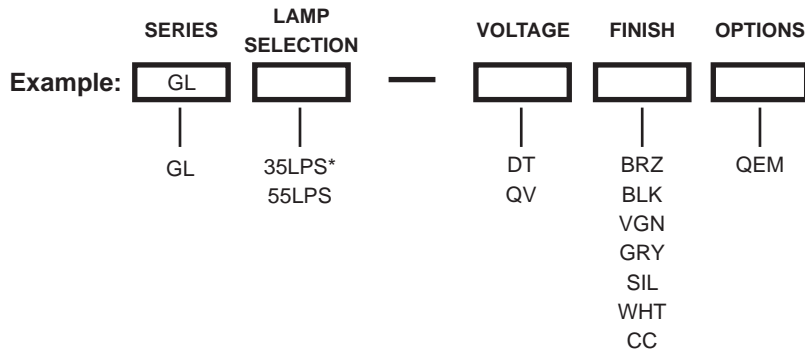 SERIES
LAMP
SELECTION
VOLTAGE
FINISH
OPTIONS
Example: GL —
GL
35LPS*
55LPS
DT
QV
BRZ
BLK
VGN
GRY
SIL
WHT
CC
QEM